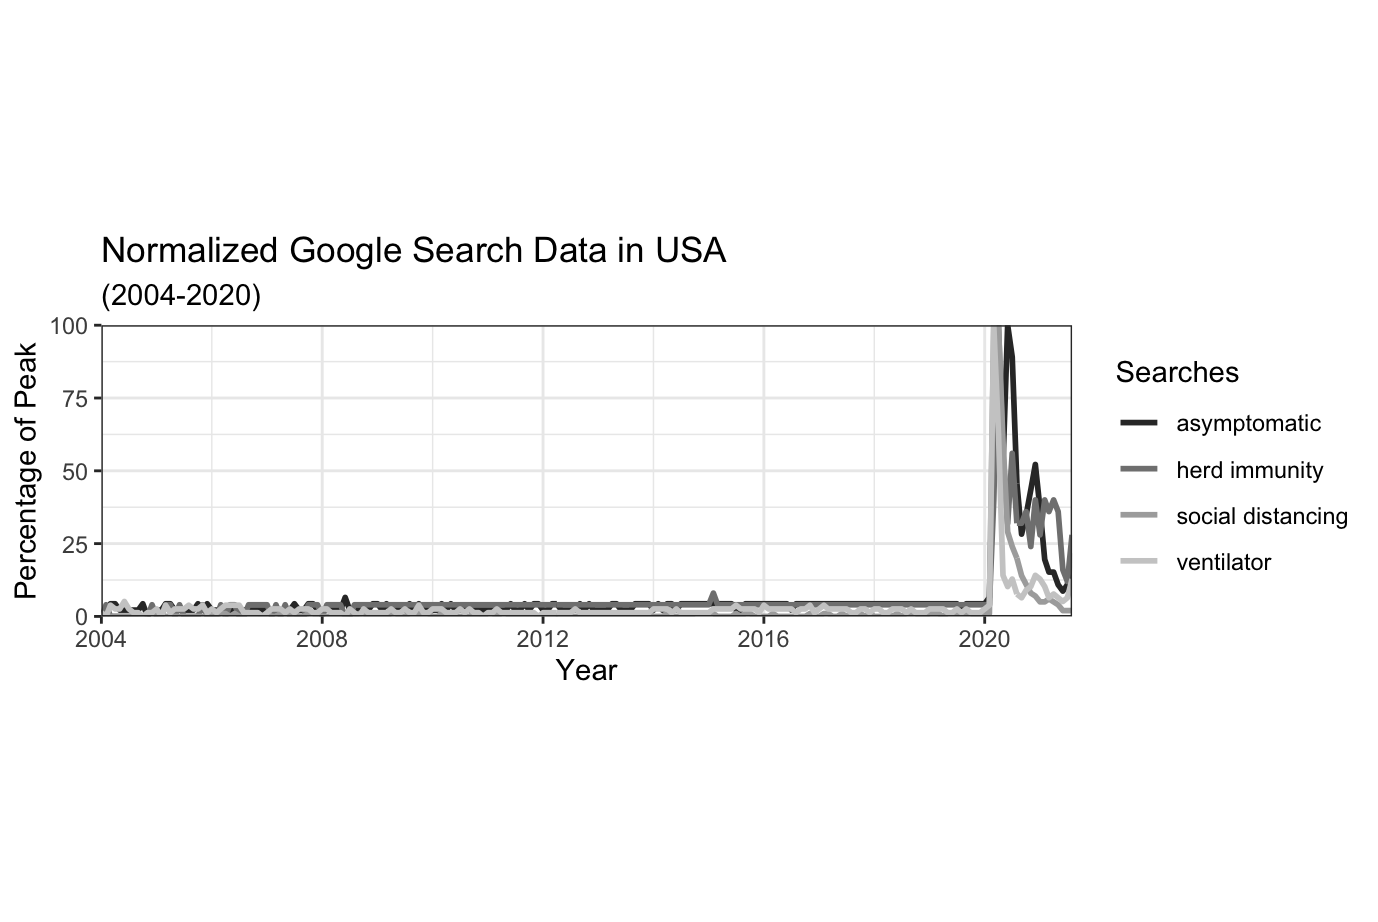 Normalized Google Search Data in USA
(2004-2020)
100
75
50
25
0
Percentage of Peak
2004 2008 2012 2016 2020
Year
Searches
asymptomatic
herd immunity
social distancing
ventilator